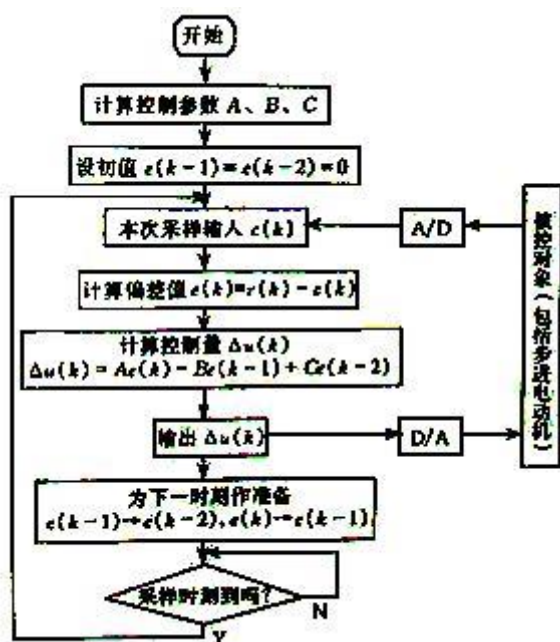 开始
计算控制参数 A、B、C
设初值 e(k-1)=e(k-2)=0
本次采样输入 c(k)
A/D
计算偏差值 e(k)=r(k)-c(k)
计算控制量 Δu(k)
Δu(k)=Ae(k)-Be(k-1)+Ce(k-2)
输出 Δu(k)
D/A
被控对象(包括步进电动机)
为下一时刻作准备
e(k-1)→e(k-2),e(k)→e(k-1)
采样时刻到吗?
N
Y